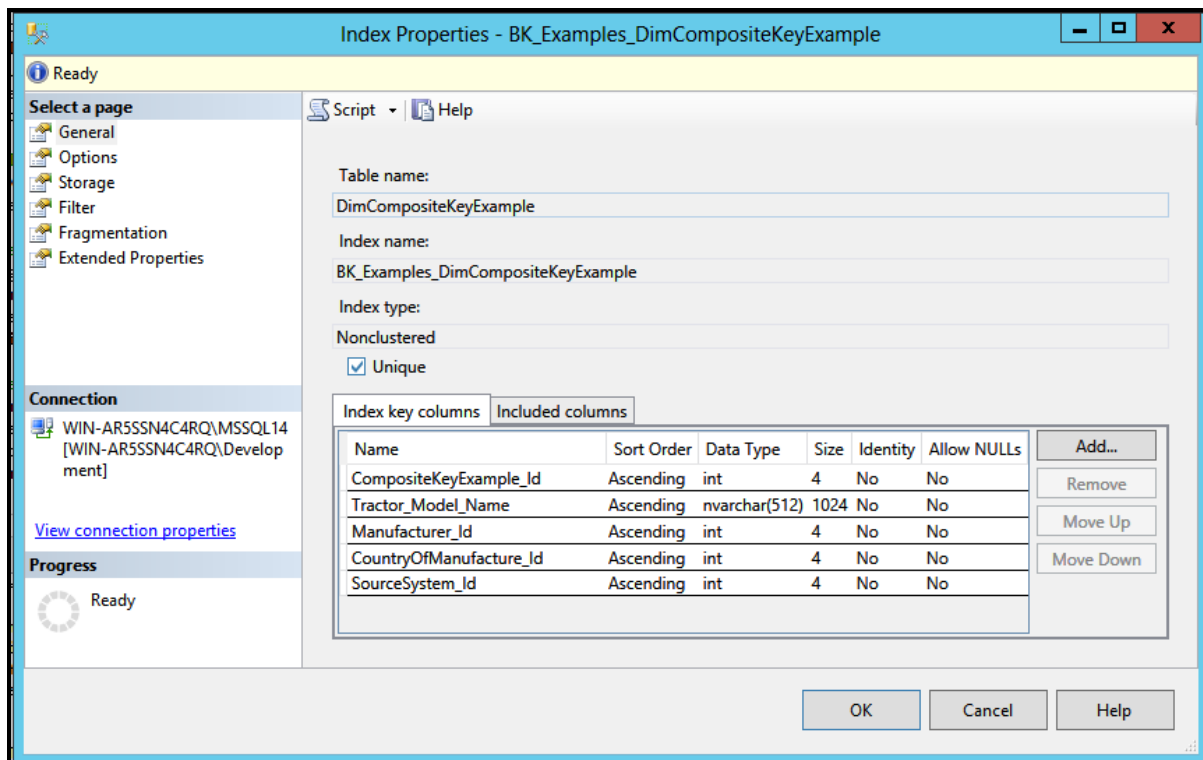 Index Properties - BK_Examples_DimCompositeKeyExample
Ready
Select a page
General
Options
Storage
Filter
Fragmentation
Extended Properties
Connection
WIN-AR5SSN4C4RQ\MSSQL14
[WIN-AR5SSN4C4RQ\Develop
ment]
View connection properties
Progress
Ready
Script Help
Table name:
DimCompositeKeyExample
Index name:
BK_Examples_DimCompositeKeyExample
Index type:
Nonclustered
Unique
Index key columns Included columns
Name Sort Order Data Type Size Identity Allow NULLs
CompositeKeyExample_Id Ascending int 4 No No
Tractor_Model_Name Ascending nvarchar(512) 1024 No No
Manufacturer_Id Ascending int 4 No No
CountryOfManufacture_Id Ascending int 4 No No
SourceSystem_Id Ascending int 4 No No
Add...
Remove
Move Up
Move Down
OK Cancel Help